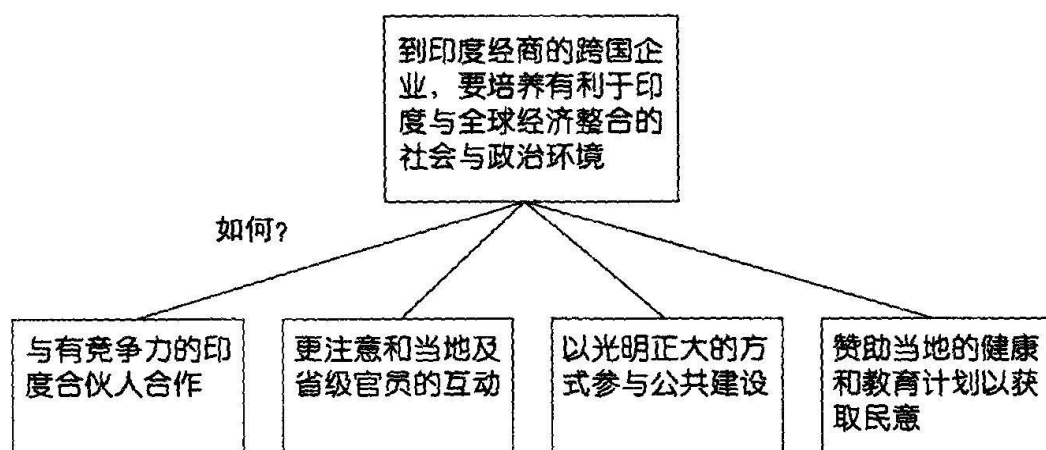 到印度经商的跨国企
业，要培养有利于印
度与全球经济整合的
社会与政治环境
如何?
与有竞争力的印
度合伙人合作
更注意和当地及
省级官员的互动
以光明正大的方
式参与公共建设
赞助当地的健康
和教育计划以获
取民意